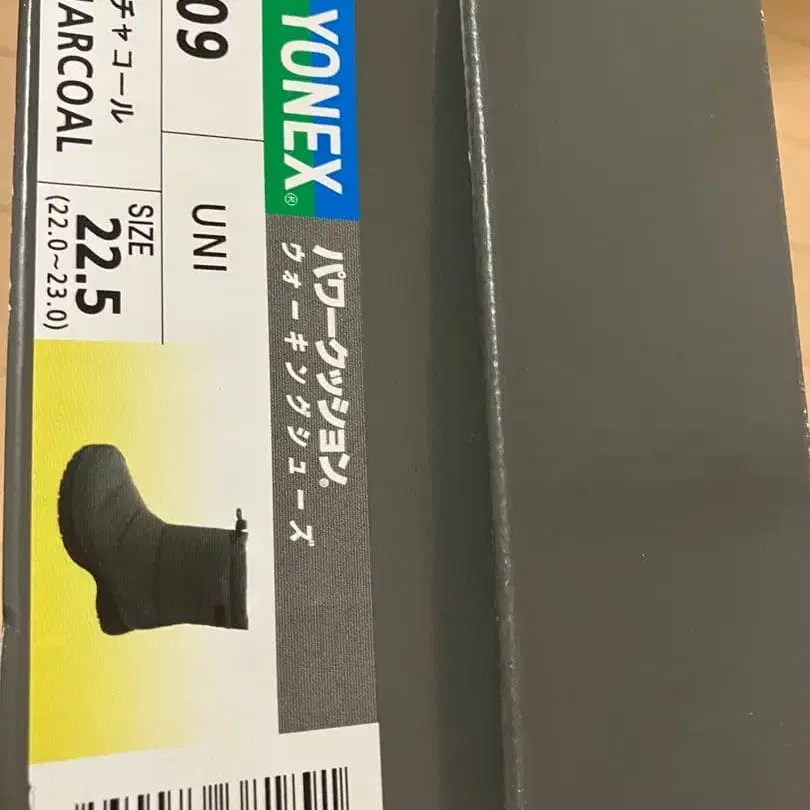 YONEX®
パワークッション®
ウォーキングシューズ
09
UNI
チャコール
ARCOAL
SIZE
22.5
(22.0~23.0)